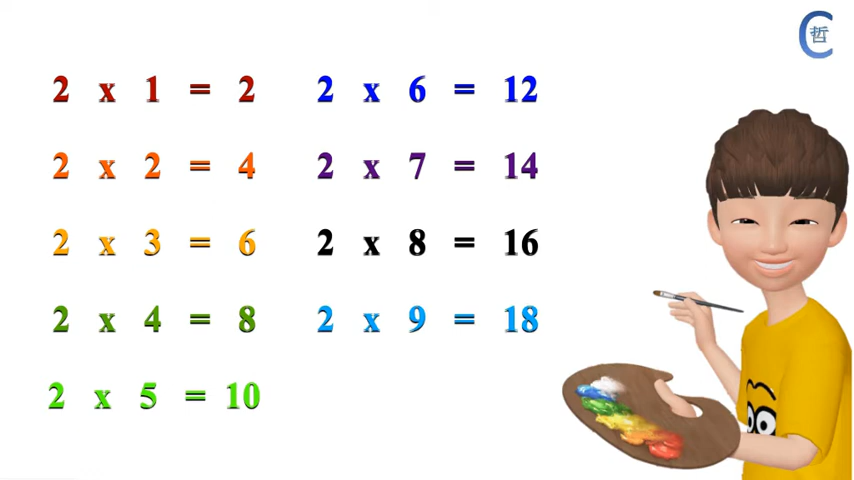 2 x 1 = 2
2 x 2 = 4
2 x 3 = 6
2 x 4 = 8
2 x 5 = 10
2 x 6 = 12
2 x 7 = 14
2 x 8 = 16
2 x 9 = 18
C哲